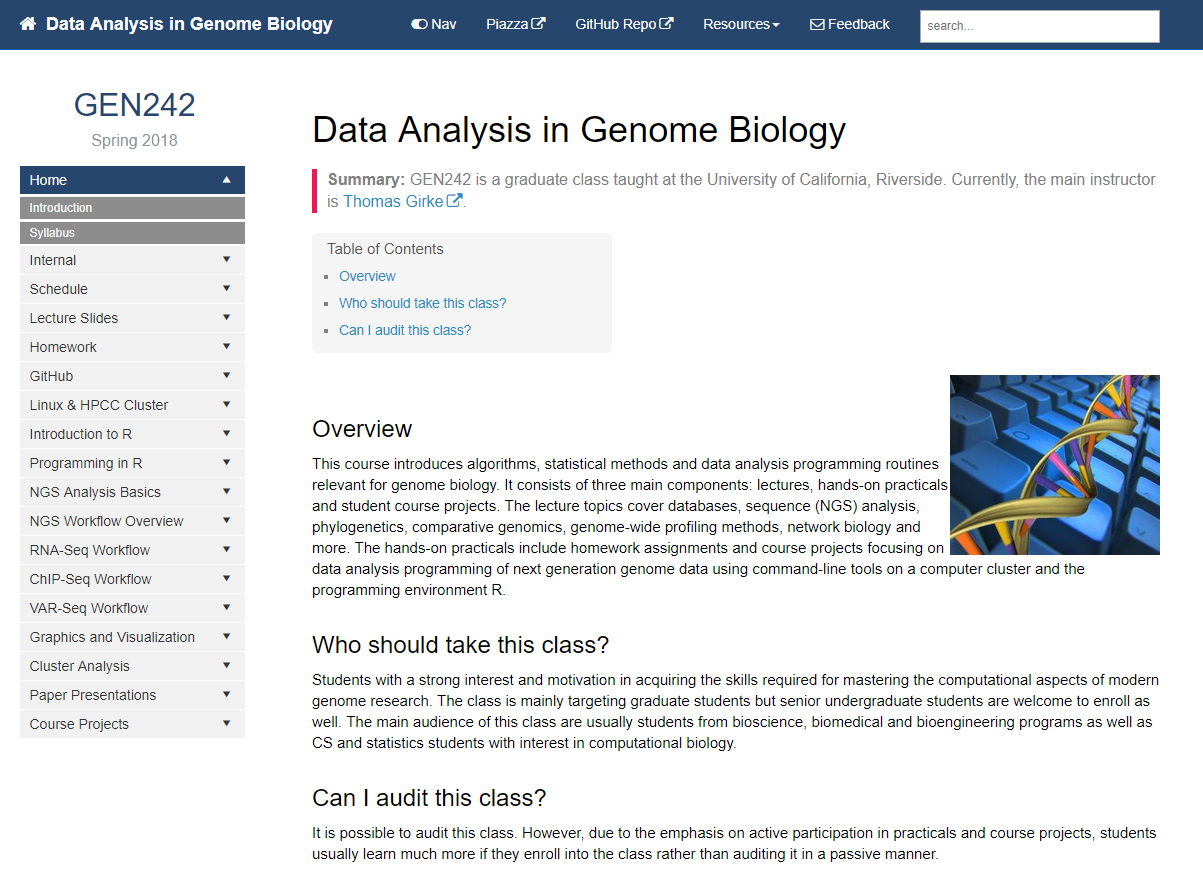 Data Analysis in Genome Biology
Nav
Piazza
GitHub Repo
Resources
Feedback
search...
GEN242
Spring 2018
Home
Introduction
Syllabus
Internal
Schedule
Lecture Slides
Homework
GitHub
Linux & HPCC Cluster
Introduction to R
Programming in R
NGS Analysis Basics
NGS Workflow Overview
RNA-Seq Workflow
ChIP-Seq Workflow
VAR-Seq Workflow
Graphics and Visualization
Cluster Analysis
Paper Presentations
Course Projects
Data Analysis in Genome Biology
Summary: GEN242 is a graduate class taught at the University of California, Riverside. Currently, the main instructor
is Thomas Girke.
Table of Contents
Overview
Who should take this class?
Can I audit this class?
Overview
This course introduces algorithms, statistical methods and data analysis programming routines
relevant for genome biology. It consists of three main components: lectures, hands-on practicals
and student course projects. The lecture topics cover databases, sequence (NGS) analysis,
phylogenetics, comparative genomics, genome-wide profiling methods, network biology and
more. The hands-on practicals include homework assignments and course projects focusing on
data analysis programming of next generation genome data using command-line tools on a computer cluster and the
programming environment R.
Who should take this class?
Students with a strong interest and motivation in acquiring the skills required for mastering the computational aspects of modern
genome research. The class is mainly targeting graduate students but senior undergraduate students are welcome to enroll as
well. The main audience of this class are usually students from bioscience, biomedical and bioengineering programs as well as
CS and statistics students with interest in computational biology.
Can I audit this class?
It is possible to audit this class. However, due to the emphasis on active participation in practicals and course projects, students
usually learn much more if they enroll into the class rather than auditing it in a passive manner.